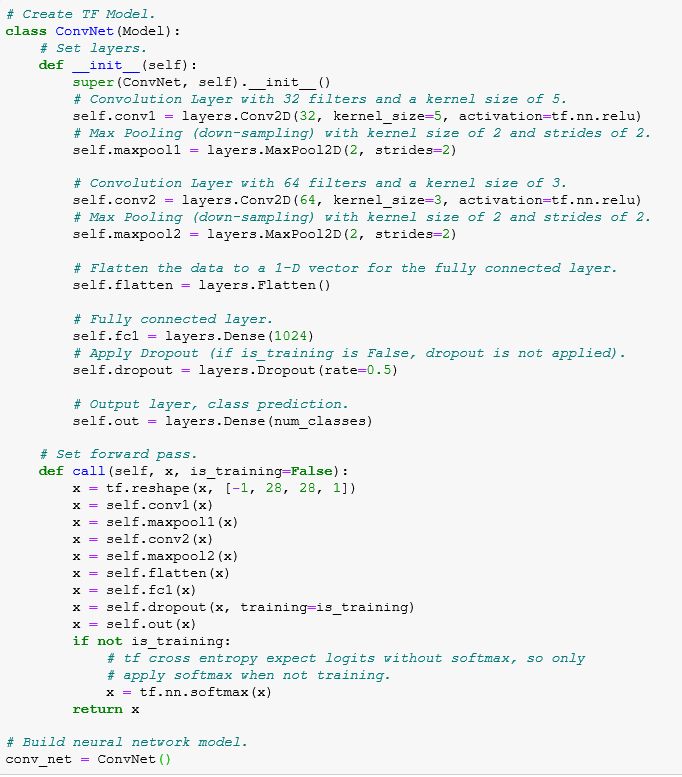 # Create TF Model.
class ConvNet(Model):
    # Set layers.
    def __init__(self):
        super(ConvNet, self).__init__()
        # Convolution Layer with 32 filters and a kernel size of 5.
        self.conv1 = layers.Conv2D(32, kernel_size=5, activation=tf.nn.relu)
        # Max Pooling (down-sampling) with kernel size of 2 and strides of 2.
        self.maxpool1 = layers.MaxPool2D(2, strides=2)

        # Convolution Layer with 64 filters and a kernel size of 3.
        self.conv2 = layers.Conv2D(64, kernel_size=3, activation=tf.nn.relu)
        # Max Pooling (down-sampling) with kernel size of 2 and strides of 2.
        self.maxpool2 = layers.MaxPool2D(2, strides=2)

        # Flatten the data to a 1-D vector for the fully connected layer.
        self.flatten = layers.Flatten()

        # Fully connected layer.
        self.fc1 = layers.Dense(1024)
        # Apply Dropout (if is_training is False, dropout is not applied).
        self.dropout = layers.Dropout(rate=0.5)

        # Output layer, class prediction.
        self.out = layers.Dense(num_classes)

    # Set forward pass.
    def call(self, x, is_training=False):
        x = tf.reshape(x, [-1, 28, 28, 1])
        x = self.conv1(x)
        x = self.maxpool1(x)
        x = self.conv2(x)
        x = self.maxpool2(x)
        x = self.flatten(x)
        x = self.fc1(x)
        x = self.dropout(x, training=is_training)
        x = self.out(x)
        if not is_training:
            # tf cross entropy expect logits without softmax, so only
            # apply softmax when not training.
            x = tf.nn.softmax(x)
        return x

# Build neural network model.
conv_net = ConvNet()